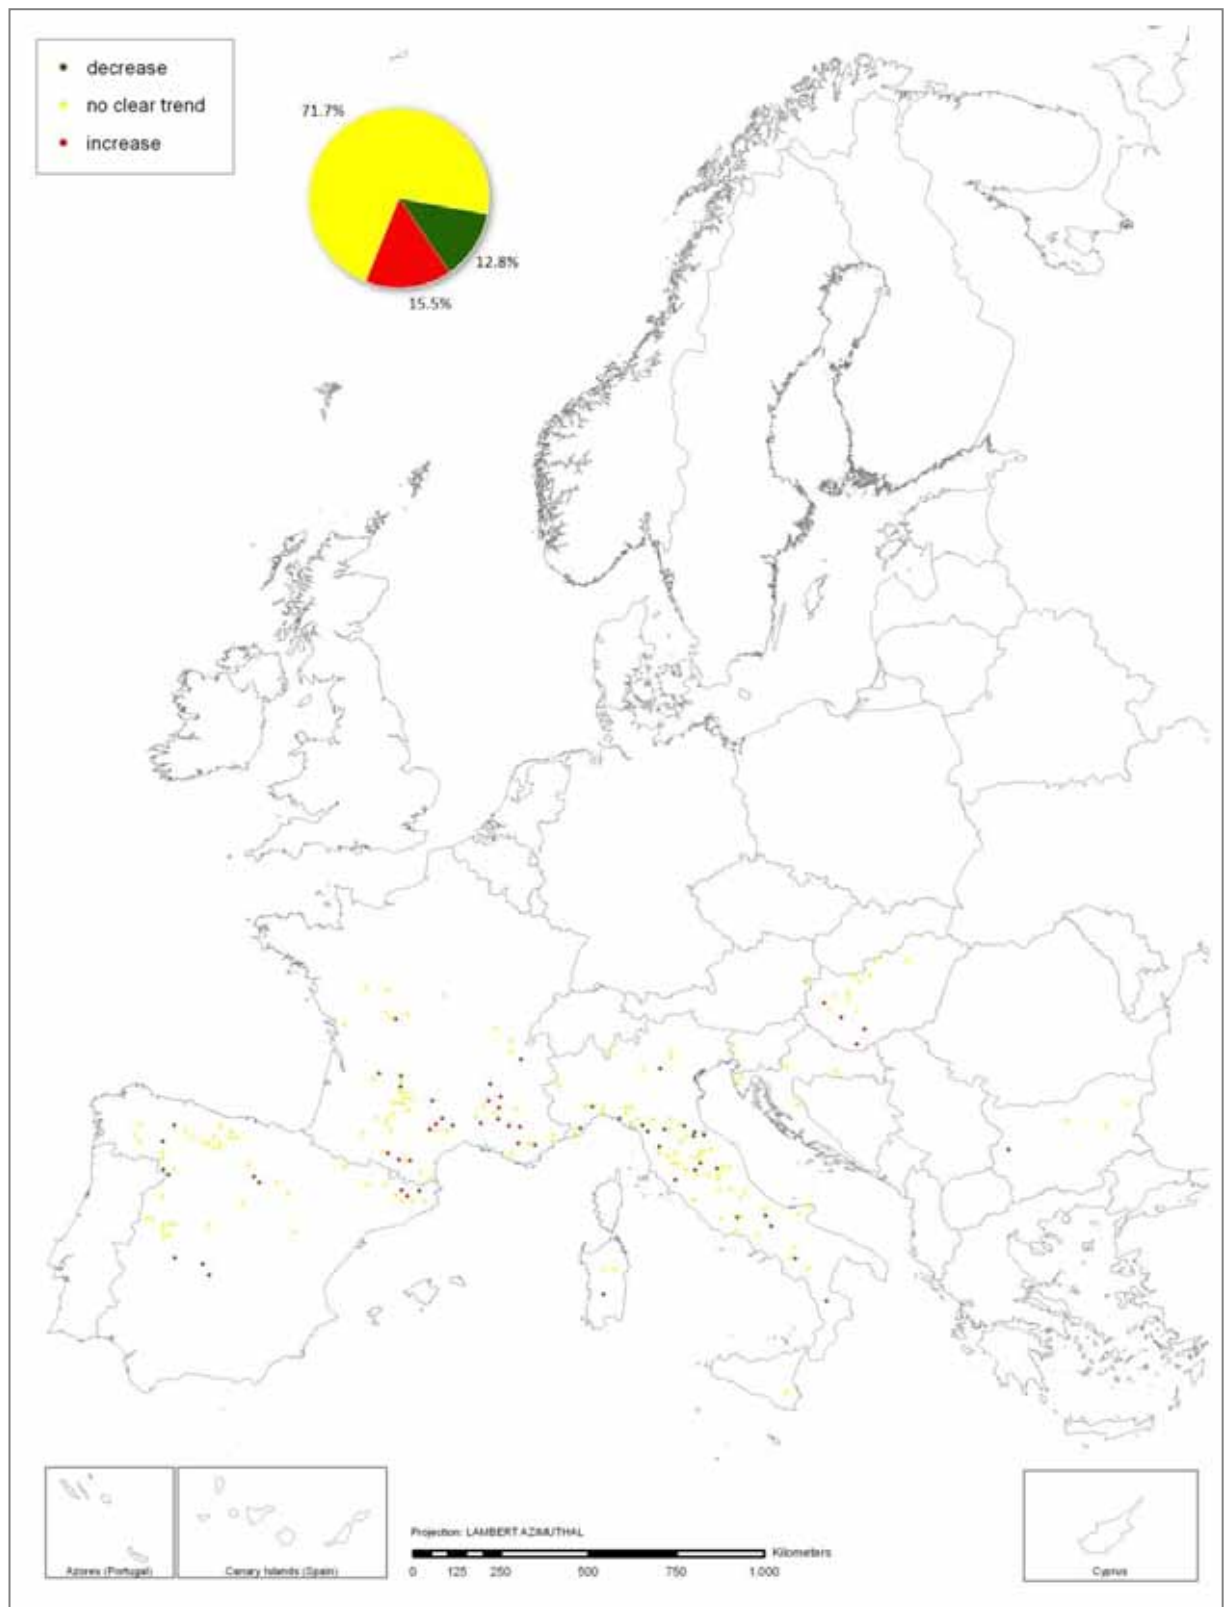 decrease
no clear trend
increase
71.7%
12.8%
15.5%
Azores (Portugal)
Canary Islands (Spain)
Projection: LAMBERT AZIMUTHAL
Kilometers
0 125 250 500 750 1.000
Cyprus